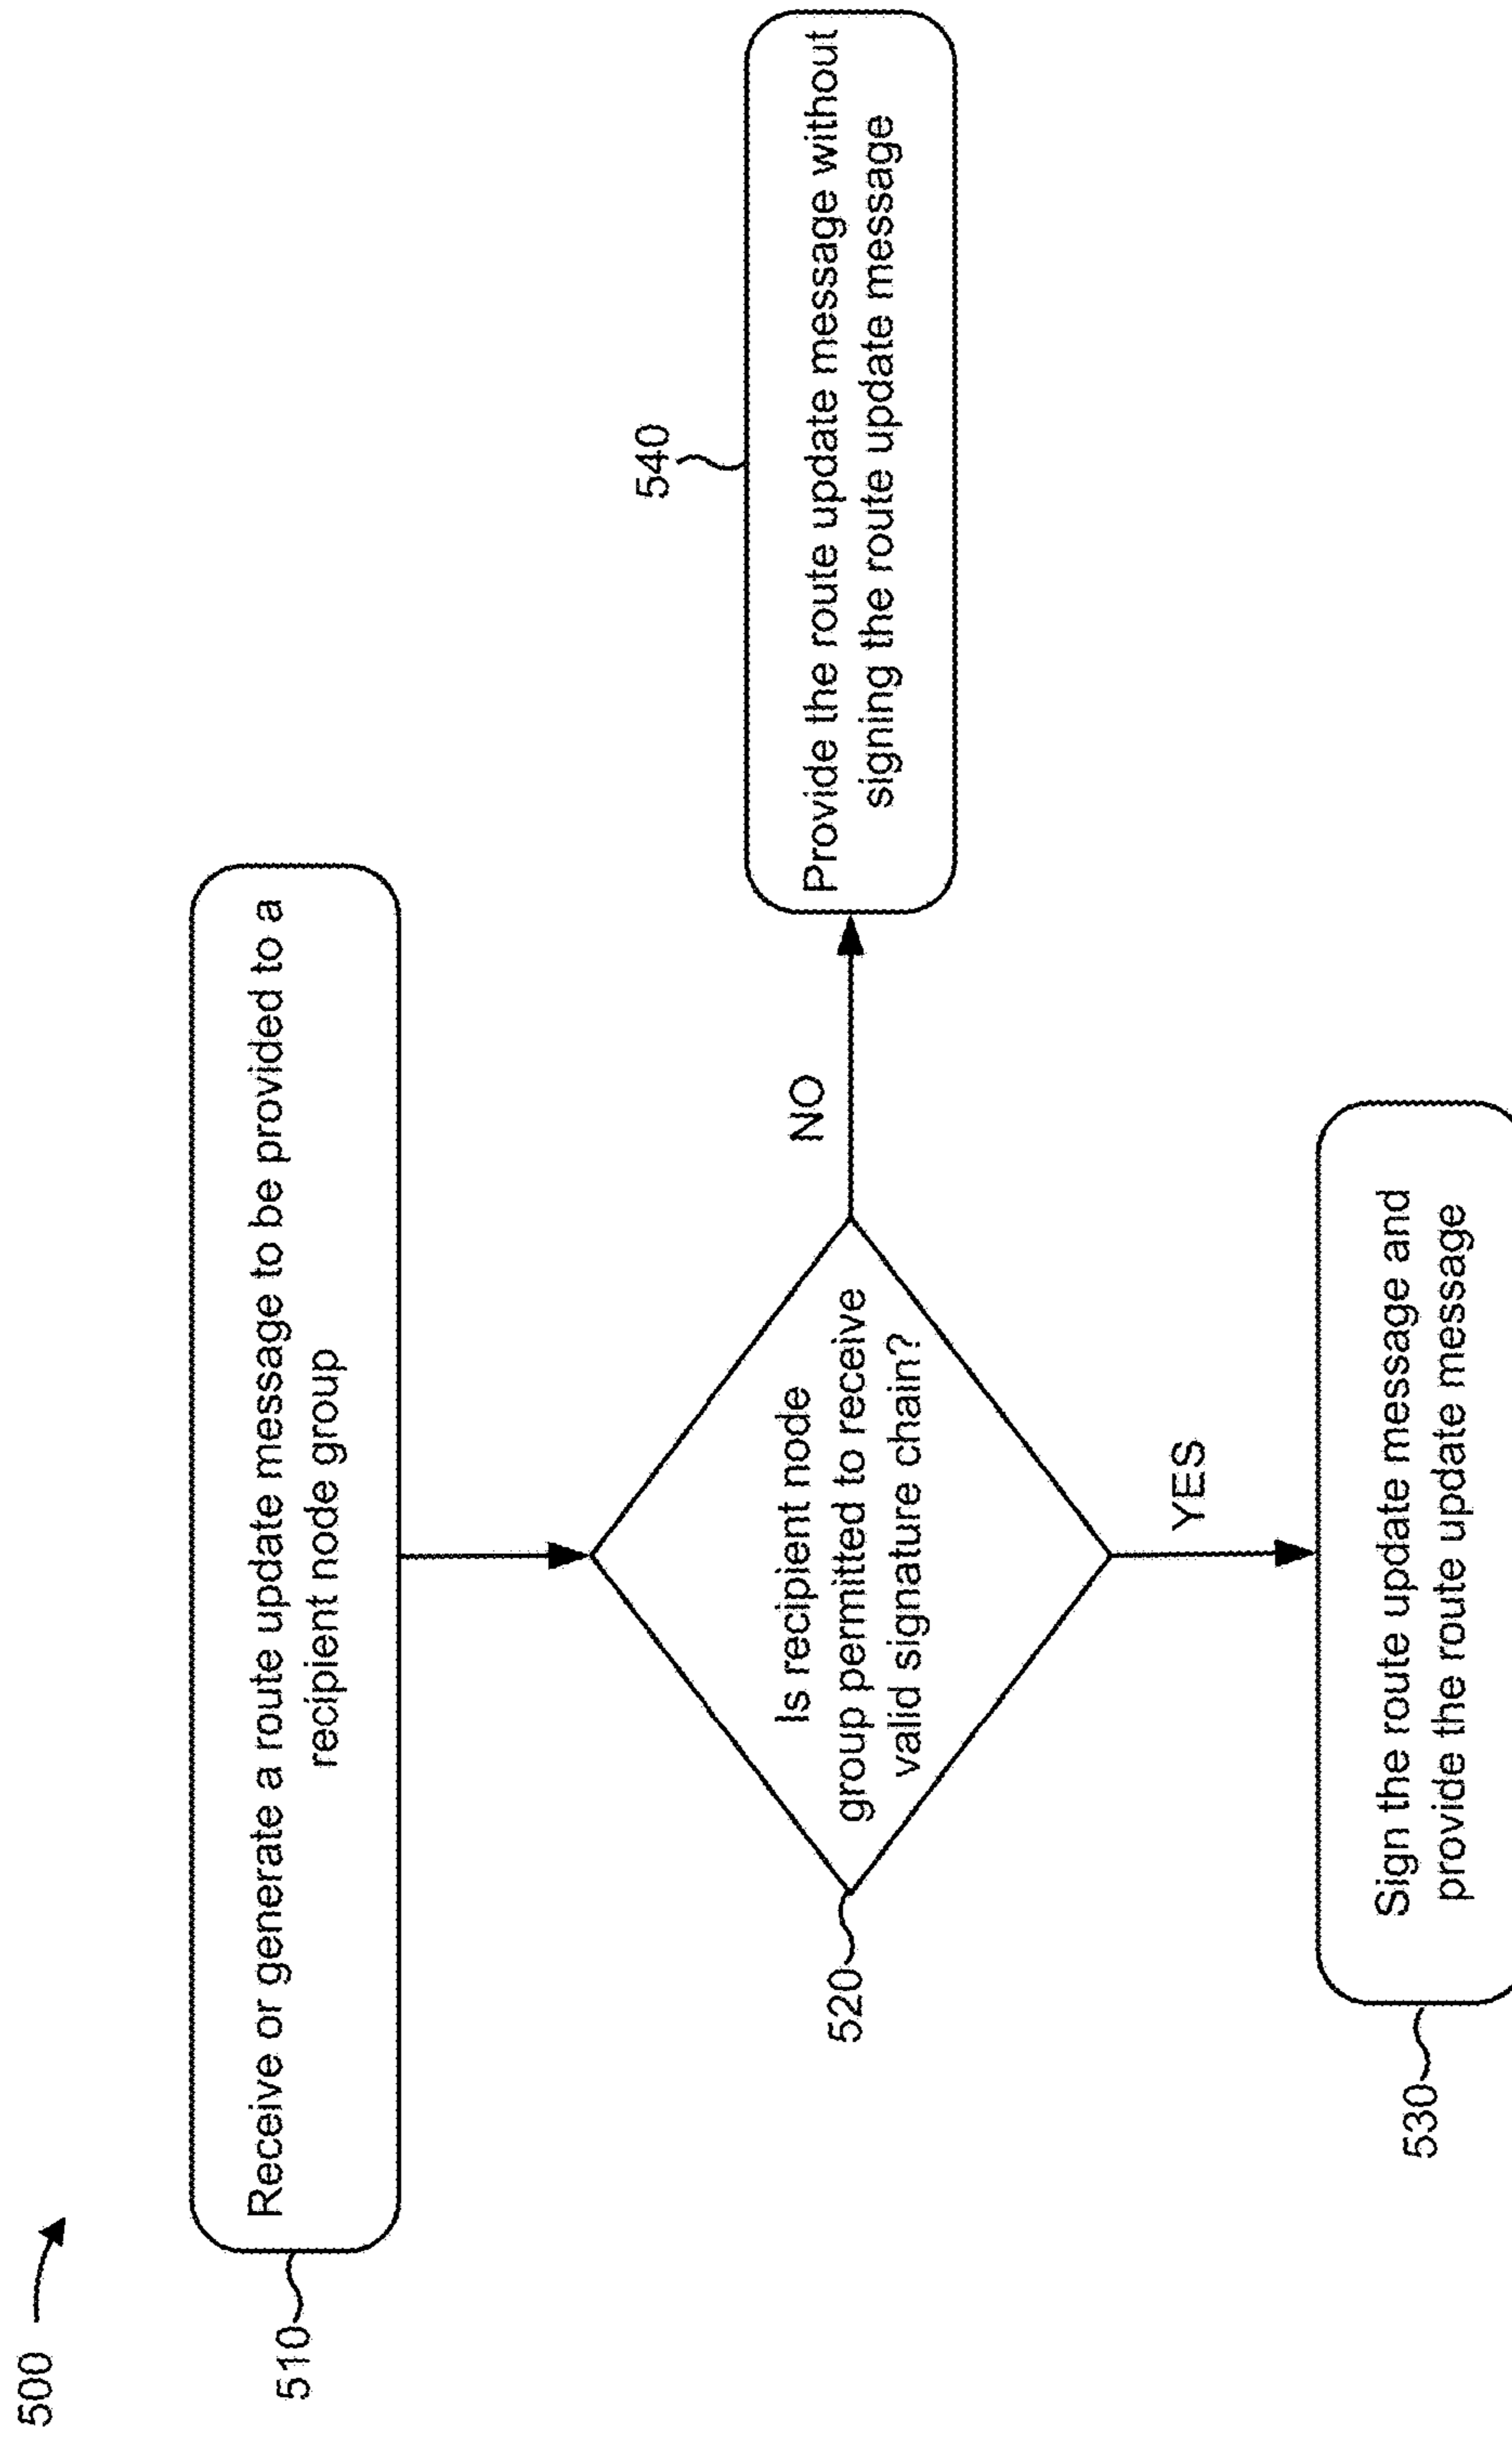 500
510
Receive or generate a route update message to be provided to a
recipient node group
520
Is recipient node
group permitted to receive
valid signature chain?
NO
540
Provide the route update message without
signing the route update message
YES
530
Sign the route update message and
provide the route update message